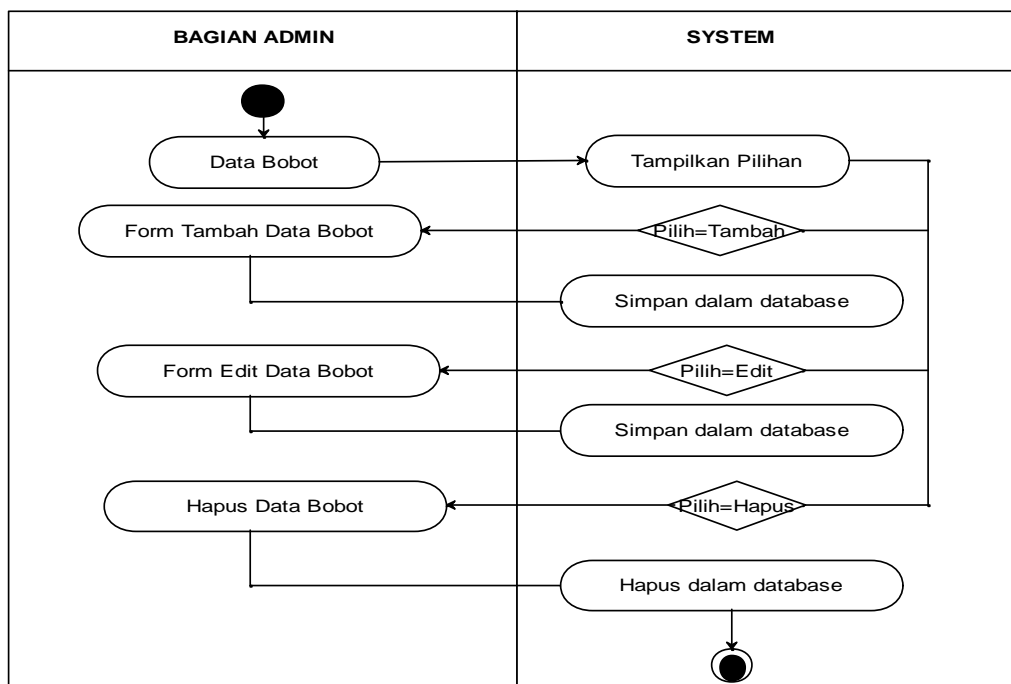 BAGIAN ADMIN
SYSTEM
Data Bobot
Tampilkan Pilihan
Form Tambah Data Bobot
Pilih=Tambah
Simpan dalam database
Form Edit Data Bobot
Pilih=Edit
Simpan dalam database
Hapus Data Bobot
Pilih=Hapus
Hapus dalam database